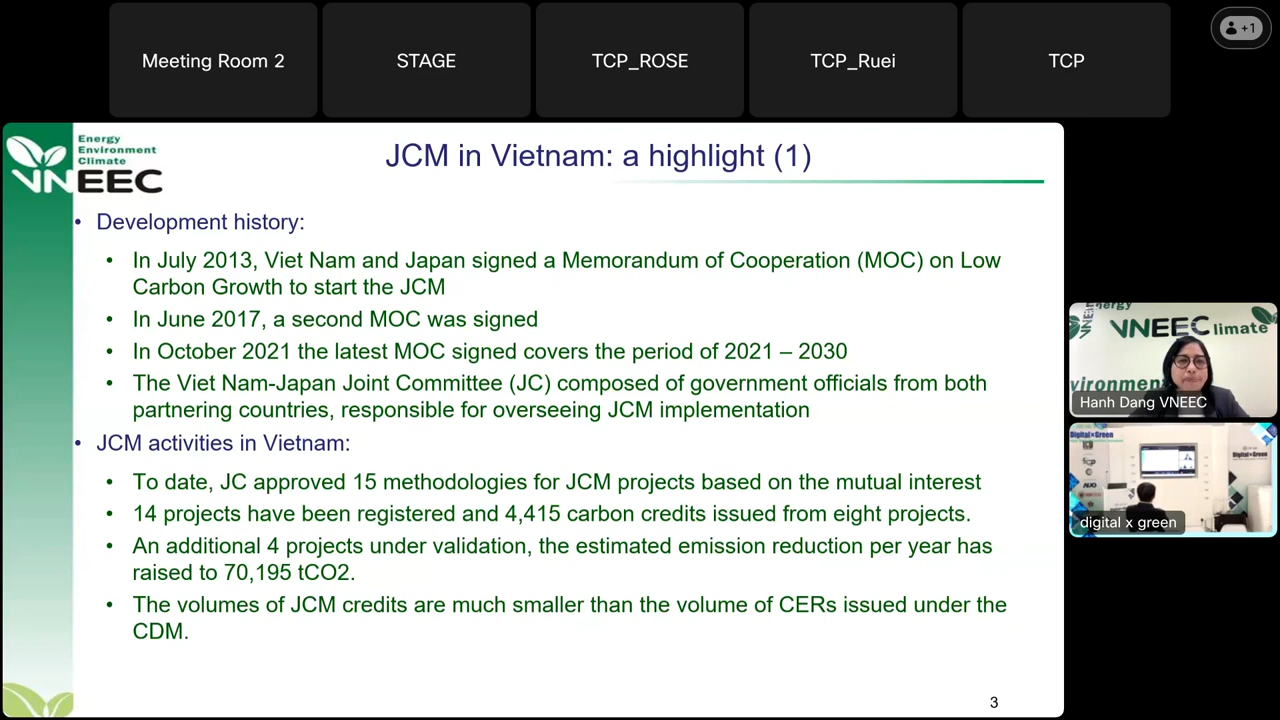 Meeting Room 2
STAGE
TCP_ROSE
TCP_Ruei
TCP
+1
Energy
Environment
Climate
VNEEC
JCM in Vietnam: a highlight (1)
• Development history:
• In July 2013, Viet Nam and Japan signed a Memorandum of Cooperation (MOC) on Low
Carbon Growth to start the JCM
• In June 2017, a second MOC was signed
• In October 2021 the latest MOC signed covers the period of 2021 – 2030
• The Viet Nam-Japan Joint Committee (JC) composed of government officials from both
partnering countries, responsible for overseeing JCM implementation
• JCM activities in Vietnam:
• To date, JC approved 15 methodologies for JCM projects based on the mutual interest
• 14 projects have been registered and 4,415 carbon credits issued from eight projects.
• An additional 4 projects under validation, the estimated emission reduction per year has
raised to 70,195 tCO2.
• The volumes of JCM credits are much smaller than the volume of CERs issued under the
CDM.
3
VNEEC
limate
vironmen
Hanh Dang VNEEC
Digital×Green
Digital×Green
AUO
digital x green